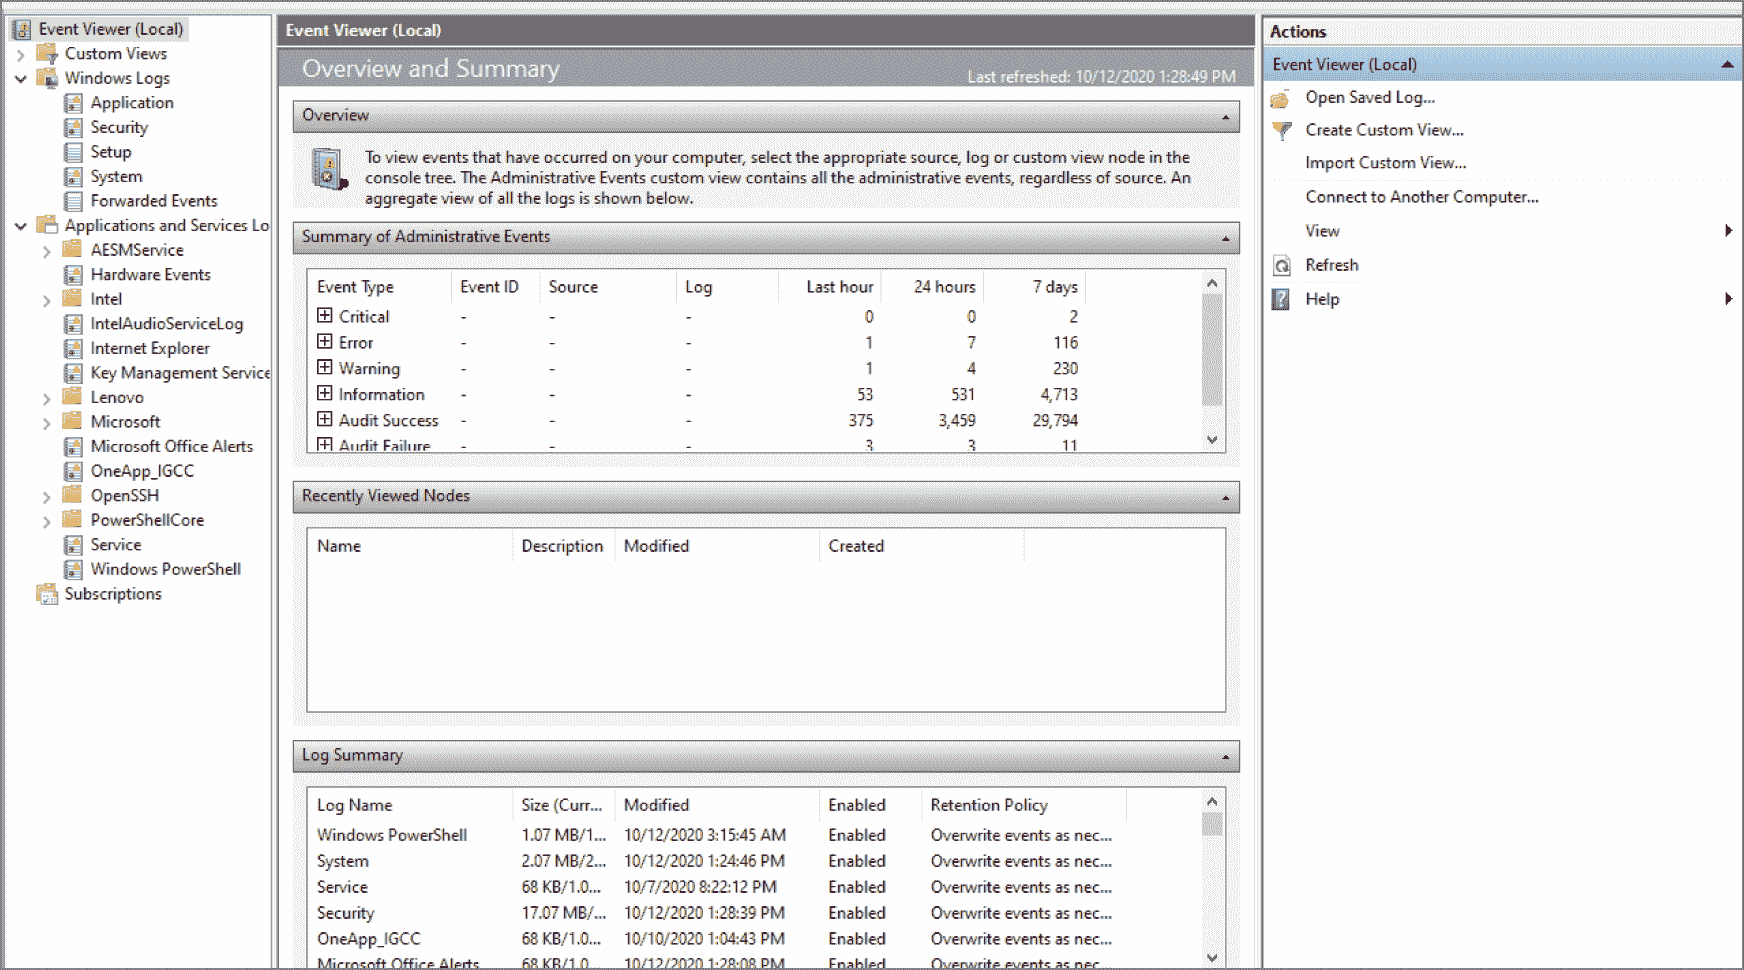 Event Viewer (Local)
Custom Views
Windows Logs
Application
Security
Setup
System
Forwarded Events
Applications and Services Lo
AESMService
Hardware Events
Intel
IntelAudioServiceLog
Internet Explorer
Key Management Service
Lenovo
Microsoft
Microsoft Office Alerts
OneApp_IGCC
OpenSSH
PowerShellCore
Service
Windows PowerShell
Subscriptions
Event Viewer (Local)
Overview and Summary Last refreshed: 10/12/2020 1:28:49 PM
Overview
To view events that have occurred on your computer, select the appropriate source, log or custom view node in the
console tree. The Administrative Events custom view contains all the administrative events, regardless of source. An
aggregate view of all the logs is shown below.
Summary of Administrative Events
Event Type Event ID Source Log Last hour 24 hours 7 days
Critical - - - 0 0 2
Error - - - 1 7 116
Warning - - - 1 4 230
Information - - - 53 531 4,713
Audit Success - - - 375 3,459 29,794
Audit Failure - - - 3 3 11
Recently Viewed Nodes
Name Description Modified Created
Log Summary
Log Name Size (Curr... Modified Enabled Retention Policy
Windows PowerShell 1.07 MB/1... 10/12/2020 3:15:45 AM Enabled Overwrite events as nec...
System 2.07 MB/2... 10/12/2020 1:24:46 PM Enabled Overwrite events as nec...
Service 68 KB/1.0... 10/7/2020 8:22:12 PM Enabled Overwrite events as nec...
Security 17.07 MB/... 10/12/2020 1:28:39 PM Enabled Overwrite events as nec...
OneApp_IGCC 68 KB/1.0... 10/10/2020 1:04:43 PM Enabled Overwrite events as nec...
Microsoft Office Alerts 68 KB/1.0... 10/12/2020 1:28:08 PM Enabled Overwrite events as nec...
Actions
Event Viewer (Local)
Open Saved Log...
Create Custom View...
Import Custom View...
Connect to Another Computer...
View
Refresh
Help